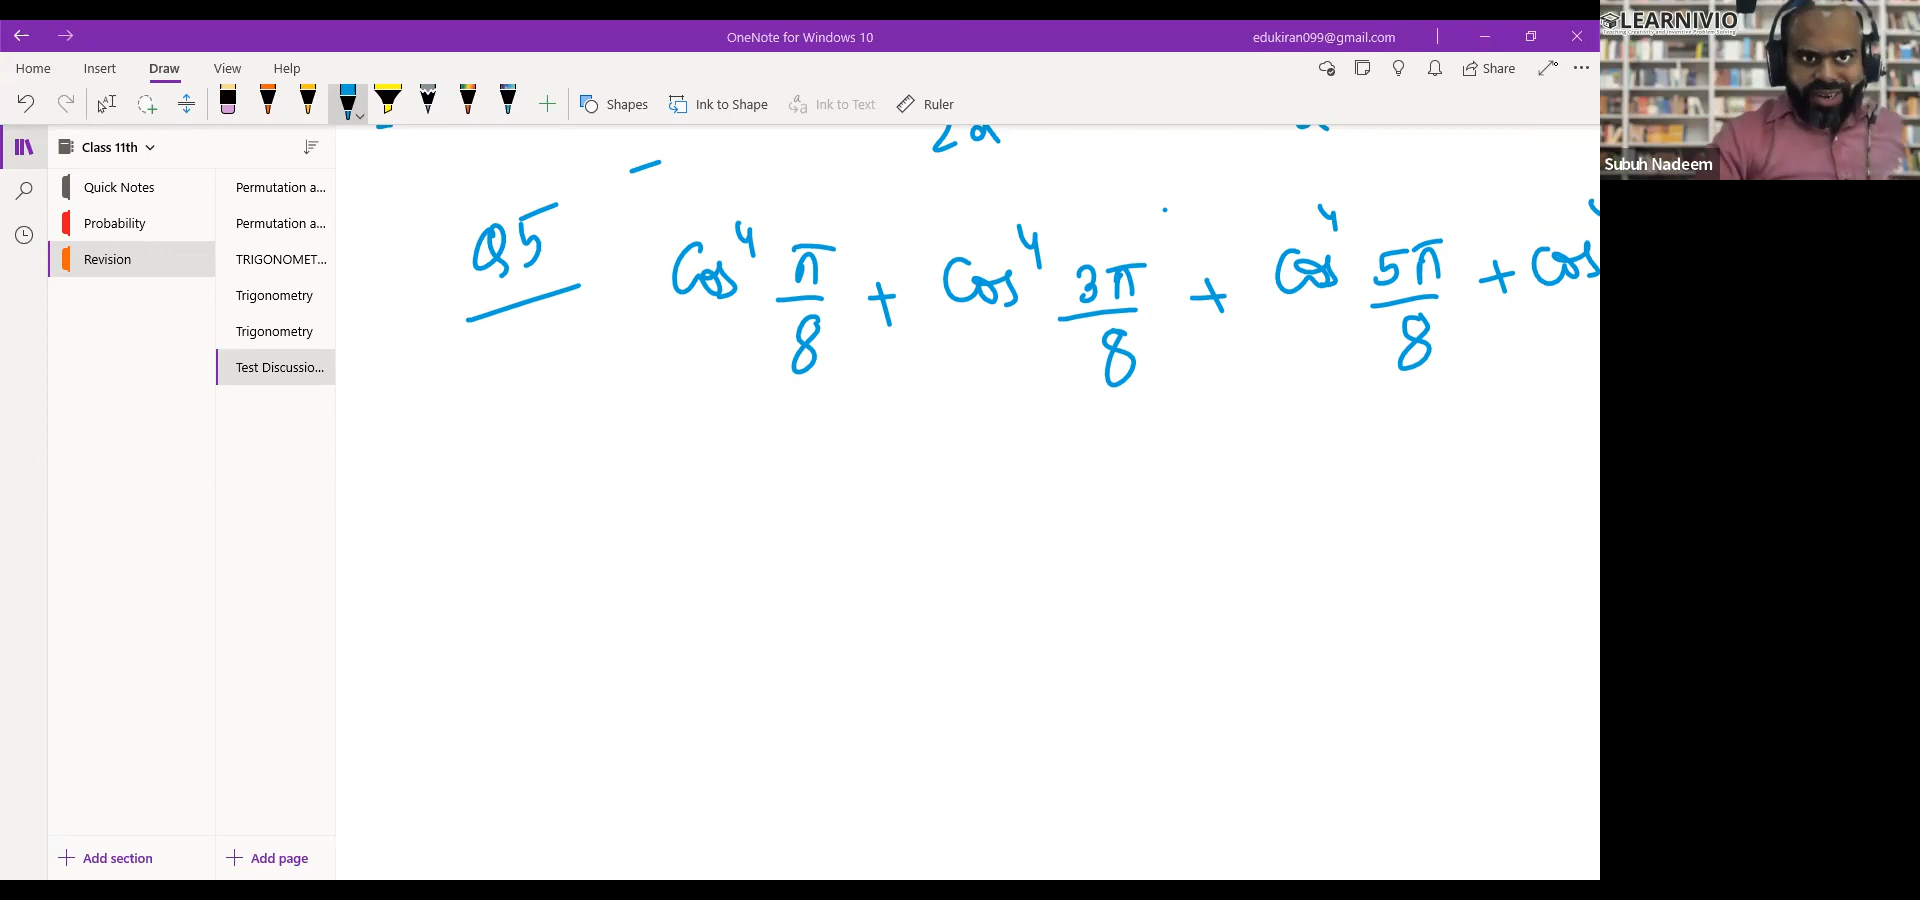 LEARNIVIO
OneNote for Windows 10
edukiran099@gmail.com
Home Insert Draw View Help
Share
Shapes Ink to Shape Ink to Text Ruler
Class 11th
Quick Notes
Probability
Revision
Permutation a...
Permutation a...
TRIGONOMET...
Trigonometry
Trigonometry
Test Discussio...
Add section
Add page
Subuh Nadeem
2α
Q5 Cos⁴ π/8 + Cos⁴ 3π/8 + Cos⁴ 5π/8 + Cos